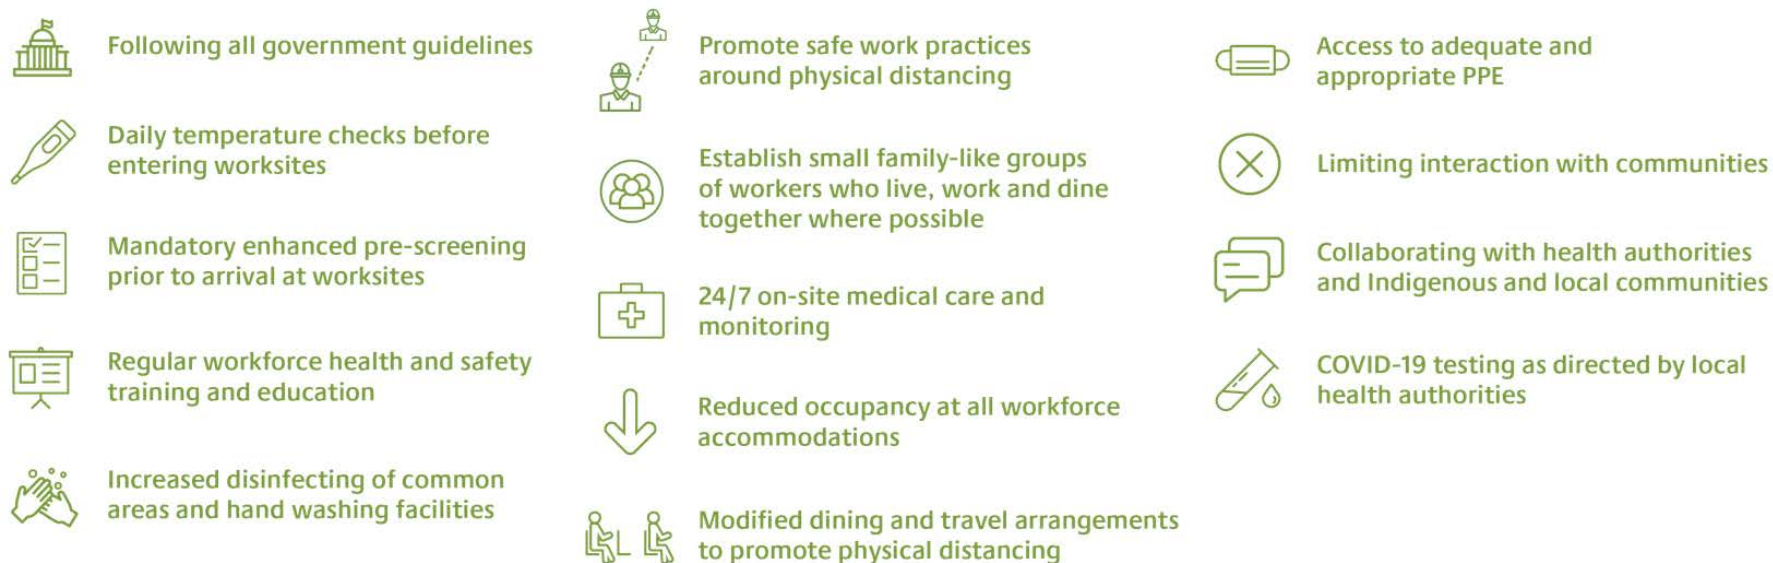 Following all government guidelines
Daily temperature checks before
entering worksites
Mandatory enhanced pre-screening
prior to arrival at worksites
Regular workforce health and safety
training and education
Increased disinfecting of common
areas and hand washing facilities
Promote safe work practices
around physical distancing
Establish small family-like groups
of workers who live, work and dine
together where possible
24/7 on-site medical care and
monitoring
Reduced occupancy at all workforce
accommodations
Modified dining and travel arrangements
to promote physical distancing
Access to adequate and
appropriate PPE
Limiting interaction with communities
Collaborating with health authorities
and Indigenous and local communities
COVID-19 testing as directed by local
health authorities